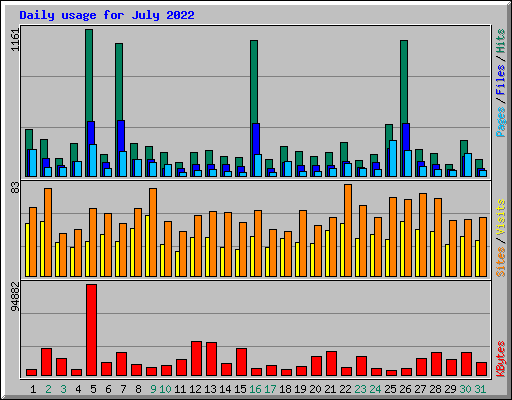 Daily usage for July 2022
1161
Pages / Files / Hits
83
Sites / Visits
94882
KBytes
1 2 3 4 5 6 7 8 9 10 11 12 13 14 15 16 17 18 19 20 21 22 23 24 25 26 27 28 29 30 31